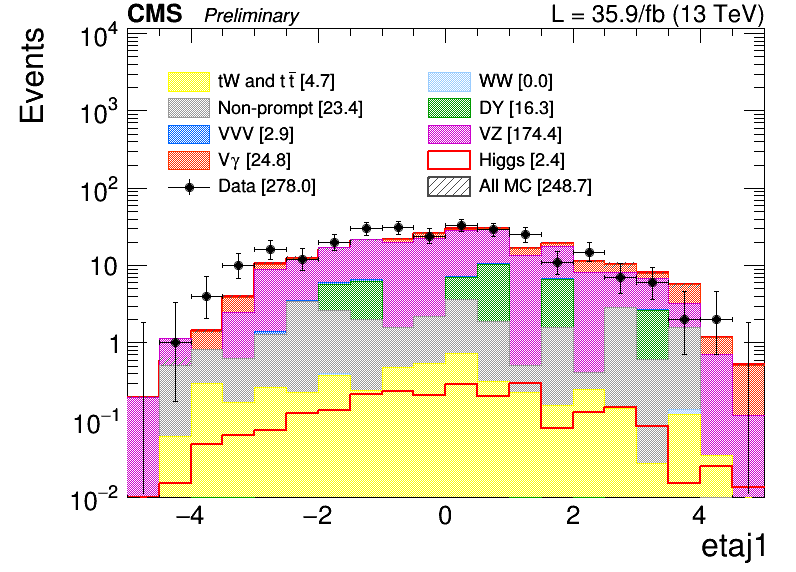 CMS Preliminary L = 35.9/fb (13 TeV)
Events
10⁴
10³
10²
10
1
10⁻¹
10⁻²
tW and tt̅ [4.7] WW [0.0]
Non-prompt [23.4] DY [16.3]
VVV [2.9] VZ [174.4]
Vγ [24.8] Higgs [2.4]
Data [278.0] All MC [248.7]
−4 −2 0 2 4
etaj1